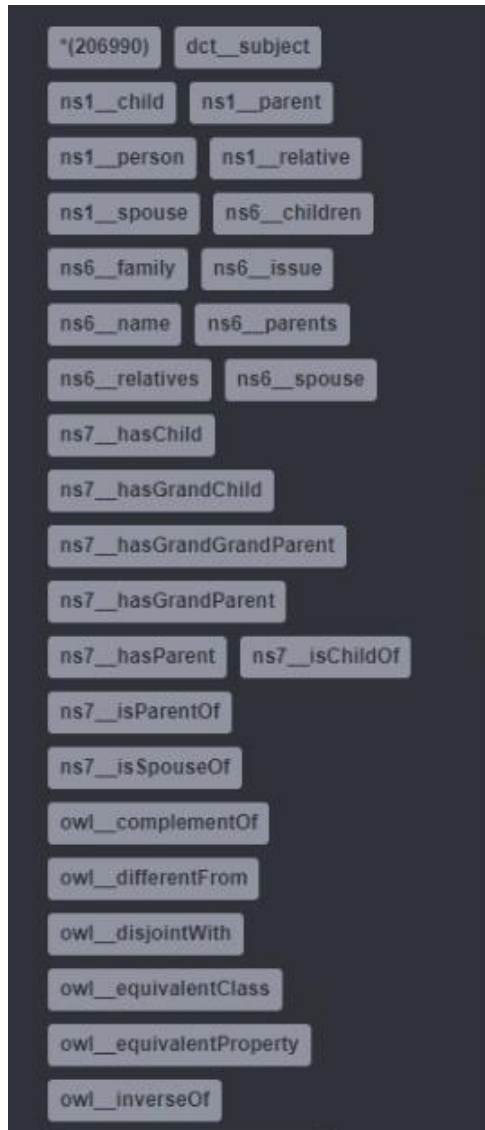 *(206990) dct__subject
ns1__child ns1__parent
ns1__person ns1__relative
ns1__spouse ns6__children
ns6__family ns6__issue
ns6__name ns6__parents
ns6__relatives ns6__spouse
ns7__hasChild
ns7__hasGrandChild
ns7__hasGrandGrandParent
ns7__hasGrandParent
ns7__hasParent ns7__isChildOf
ns7__isParentOf
ns7__isSpouseOf
owl__complementOf
owl__differentFrom
owl__disjointWith
owl__equivalentClass
owl__equivalentProperty
owl__inverseOf